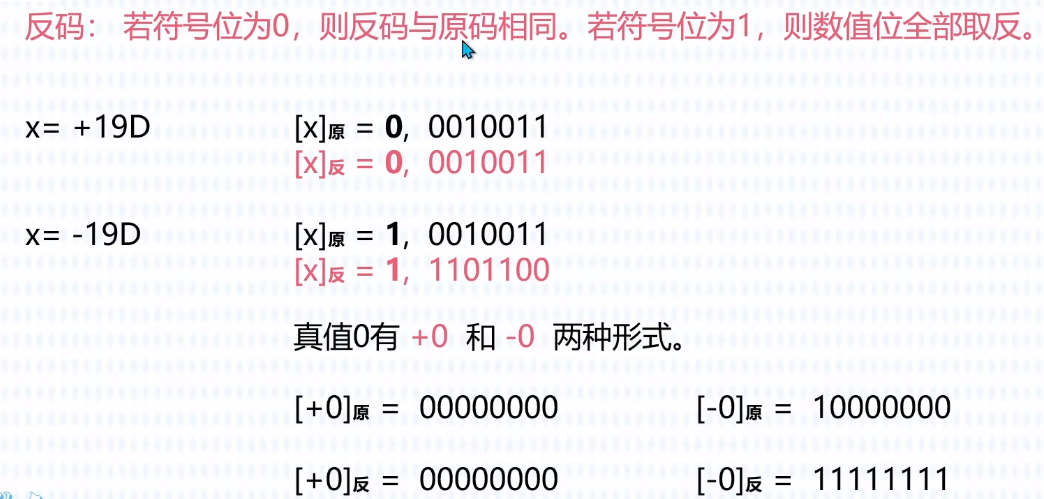 反码： 若符号位为0，则反码与原码相同。若符号位为1，则数值位全部取反。
x= +19D [x]原 = 0, 0010011
[x]反 = 0, 0010011
x= -19D [x]原 = 1, 0010011
[x]反 = 1, 1101100
真值0有 +0 和 -0 两种形式。
[+0]原 = 00000000 [-0]原 = 10000000
[+0]反 = 00000000 [-0]反 = 11111111